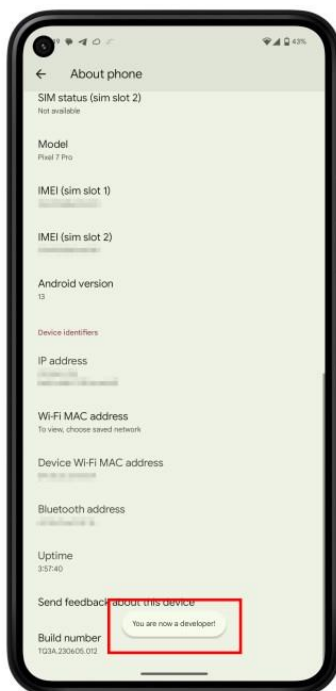 43%
About phone
SIM status (sim slot 2)
Not available
Model
Pixel 7 Pro
IMEI (sim slot 1)
IMEI (sim slot 2)
Android version
13
Device identifiers
IP address
Wi-Fi MAC address
To view, choose saved network
Device Wi-Fi MAC address
Bluetooth address
Uptime
3:57:40
Send feedback about this device
You are now a developer!
Build number
TQ3A.230605.012